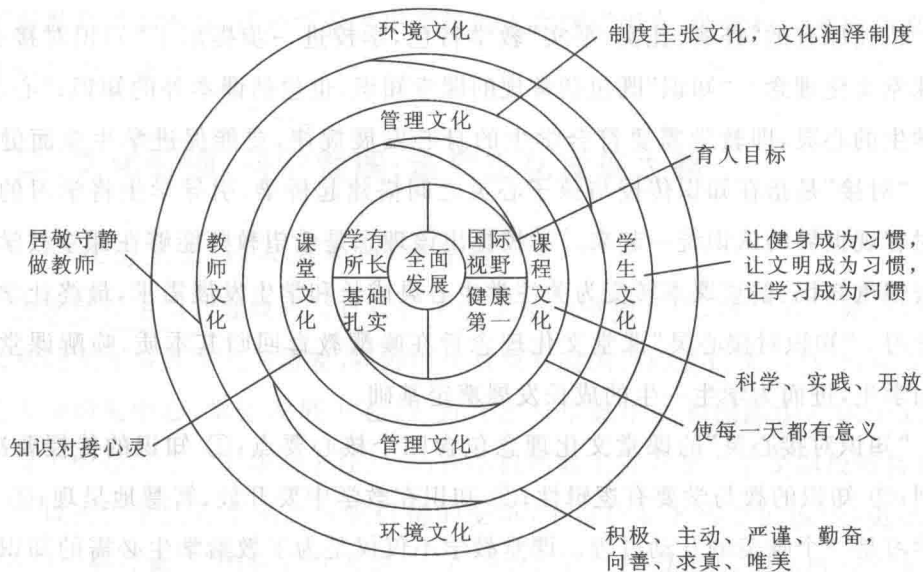 环境文化
制度主张文化,文化润泽制度
管理文化
育人目标
居敬守静
做教师
教师文化
课堂文化
学有
所长
全面
发展
国际
视野
基础
扎实
健康
第一
课程文化
学生文化
让健身成为习惯,
让文明成为习惯,
让学习成为习惯
科学、实践、开放
使每一天都有意义
知识对接心灵
管理文化
环境文化
积极、主动、严谨、勤奋,
向善、求真、唯美